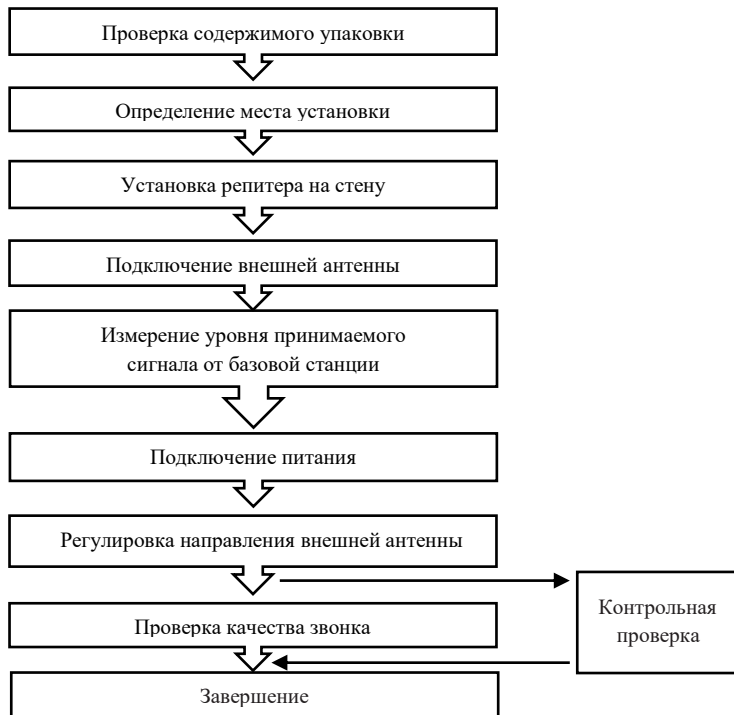 Проверка содержимого упаковки
Определение места установки
Установка репитера на стену
Подключение внешней антенны
Измерение уровня принимаемого
сигнала от базовой станции
Подключение питания
Регулировка направления внешней антенны
Контрольная
проверка
Проверка качества звонка
Завершение